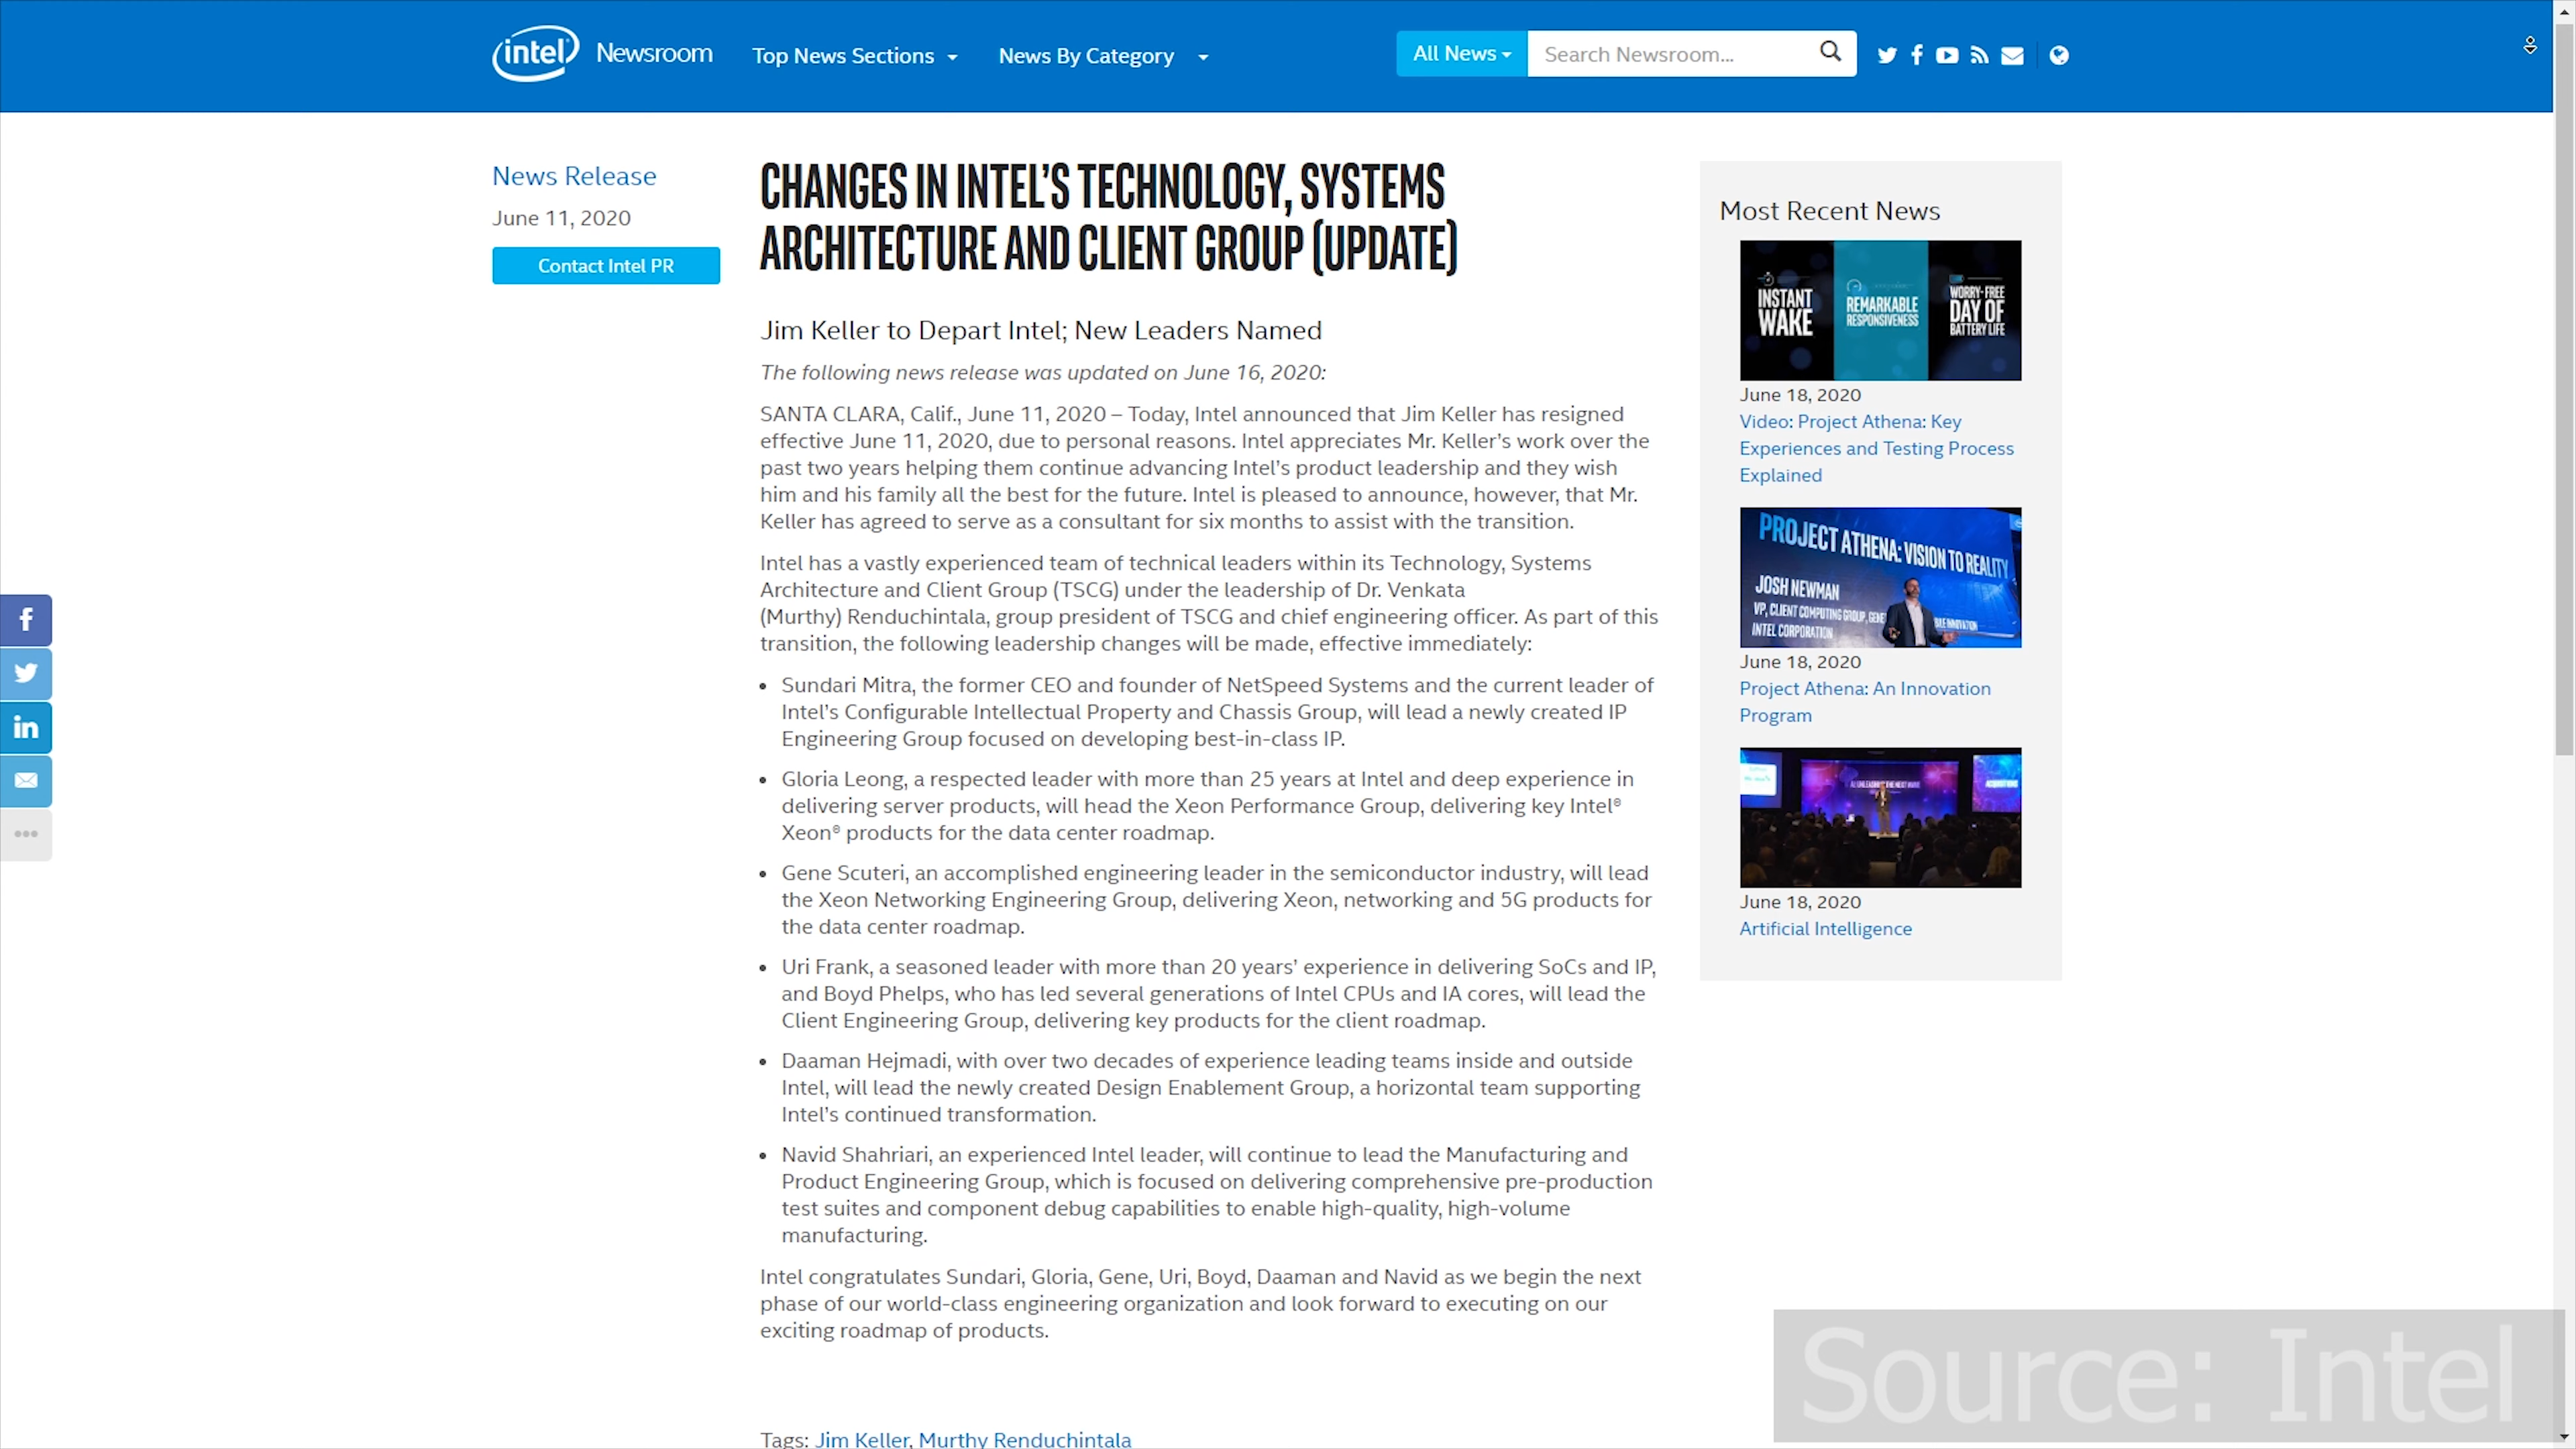 intel Newsroom Top News Sections News By Category All News Search Newsroom...
News Release
June 11, 2020
Contact Intel PR
CHANGES IN INTEL'S TECHNOLOGY, SYSTEMS
ARCHITECTURE AND CLIENT GROUP (UPDATE)
Jim Keller to Depart Intel; New Leaders Named
The following news release was updated on June 16, 2020:
SANTA CLARA, Calif., June 11, 2020 – Today, Intel announced that Jim Keller has resigned
effective June 11, 2020, due to personal reasons. Intel appreciates Mr. Keller's work over the
past two years helping them continue advancing Intel's product leadership and they wish
him and his family all the best for the future. Intel is pleased to announce, however, that Mr.
Keller has agreed to serve as a consultant for six months to assist with the transition.
Intel has a vastly experienced team of technical leaders within its Technology, Systems
Architecture and Client Group (TSCG) under the leadership of Dr. Venkata
(Murthy) Renduchintala, group president of TSCG and chief engineering officer. As part of this
transition, the following leadership changes will be made, effective immediately:
• Sundari Mitra, the former CEO and founder of NetSpeed Systems and the current leader of
Intel's Configurable Intellectual Property and Chassis Group, will lead a newly created IP
Engineering Group focused on developing best-in-class IP.
• Gloria Leong, a respected leader with more than 25 years at Intel and deep experience in
delivering server products, will head the Xeon Performance Group, delivering key Intel®
Xeon® products for the data center roadmap.
• Gene Scuteri, an accomplished engineering leader in the semiconductor industry, will lead
the Xeon Networking Engineering Group, delivering Xeon, networking and 5G products for
the data center roadmap.
• Uri Frank, a seasoned leader with more than 20 years' experience in delivering SoCs and IP,
and Boyd Phelps, who has led several generations of Intel CPUs and IA cores, will lead the
Client Engineering Group, delivering key products for the client roadmap.
• Daaman Hejmadi, with over two decades of experience leading teams inside and outside
Intel, will lead the newly created Design Enablement Group, a horizontal team supporting
Intel's continued transformation.
• Navid Shahriari, an experienced Intel leader, will continue to lead the Manufacturing and
Product Engineering Group, which is focused on delivering comprehensive pre-production
test suites and component debug capabilities to enable high-quality, high-volume
manufacturing.
Intel congratulates Sundari, Gloria, Gene, Uri, Boyd, Daaman and Navid as we begin the next
phase of our world-class engineering organization and look forward to executing on our
exciting roadmap of products.
Tags: Jim Keller, Murthy Renduchintala
Most Recent News
INSTANT
WAKE
REMARKABLE
RESPONSIVENESS
WORRY-FREE
DAY OF
BATTERY LIFE
June 18, 2020
Video: Project Athena: Key
Experiences and Testing Process
Explained
PROJECT ATHENA: VISION TO REALITY
JOSH NEWMAN
VP, CLIENT COMPUTING GROUP,
INTEL CORPORATION
June 18, 2020
Project Athena: An Innovation
Program
June 18, 2020
Artificial Intelligence
Source: Intel